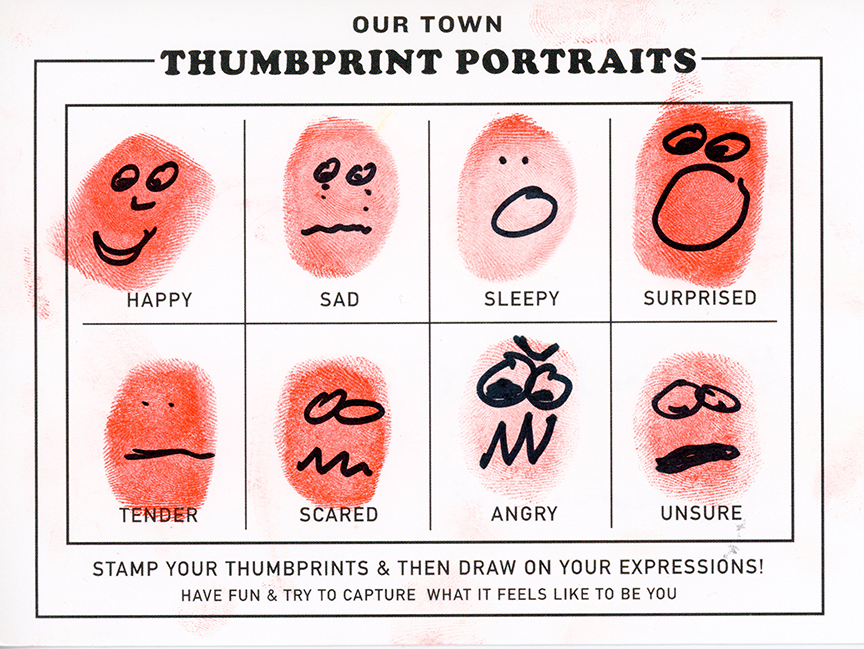 OUR TOWN
THUMBPRINT PORTRAITS
HAPPY SAD SLEEPY SURPRISED
TENDER SCARED ANGRY UNSURE
STAMP YOUR THUMBPRINTS & THEN DRAW ON YOUR EXPRESSIONS!
HAVE FUN & TRY TO CAPTURE WHAT IT FEELS LIKE TO BE YOU